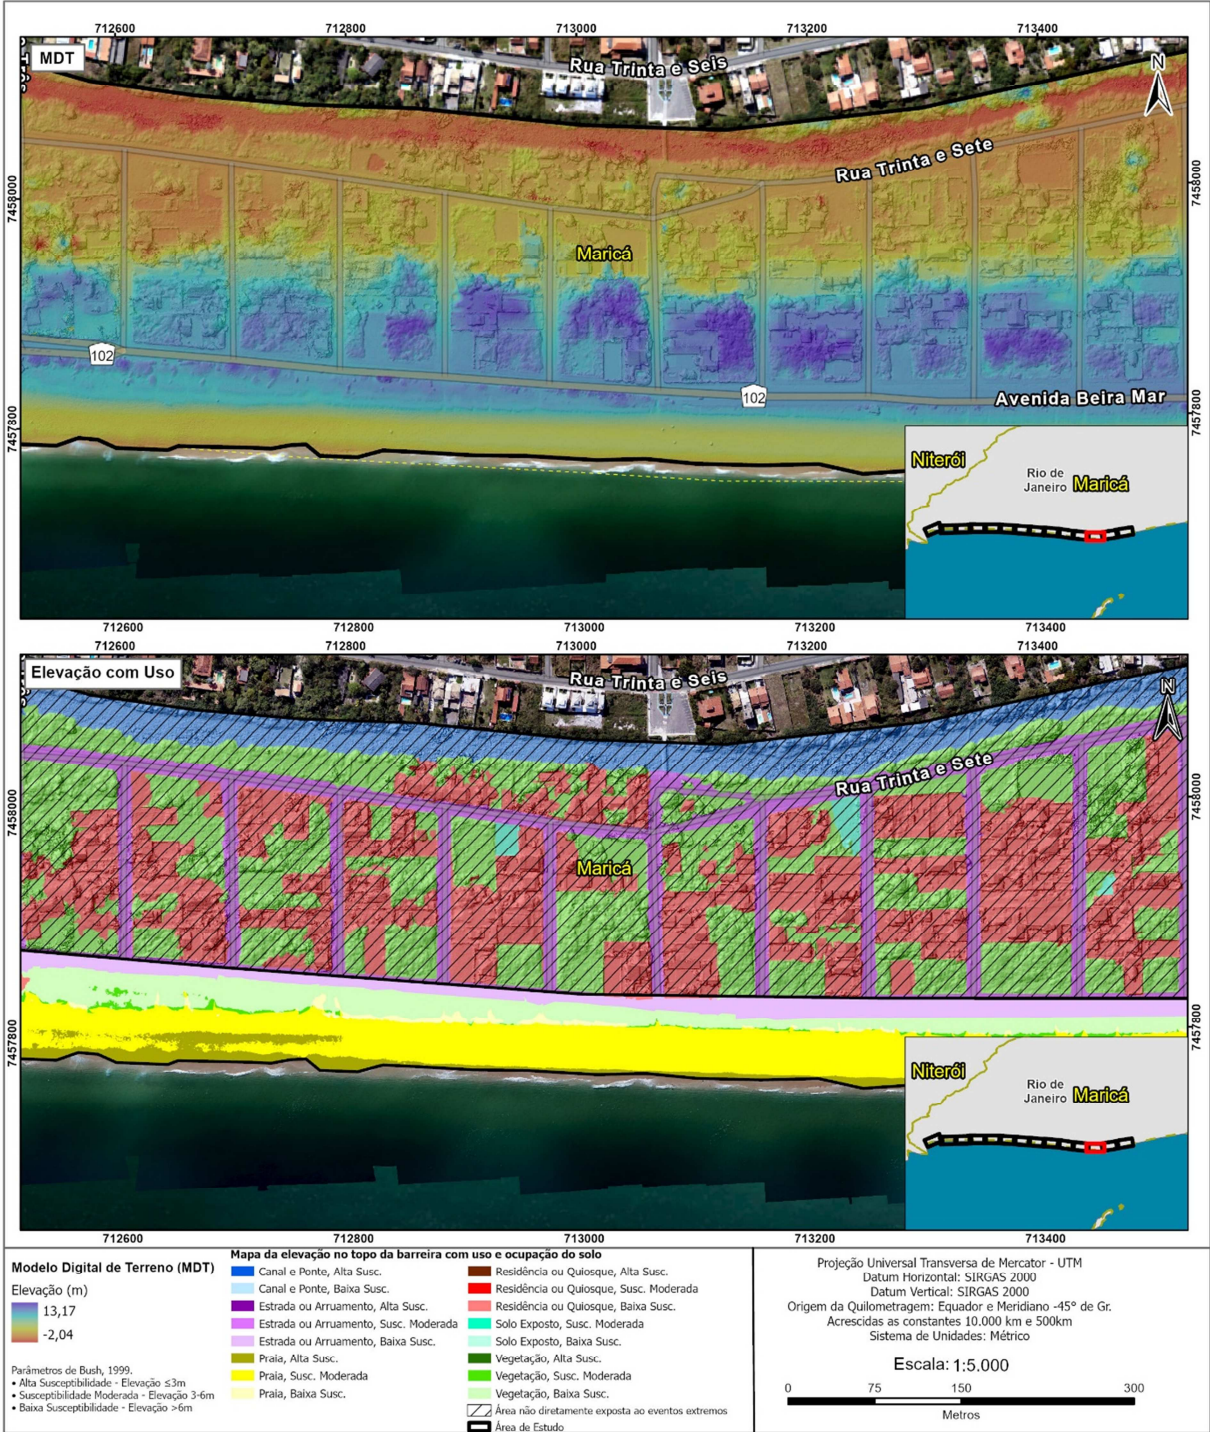 712600 712800 713000 713200 713400
MDT
Rua Trinta e Seis
N
Rua Trinta e Sete
7458000
7458000
Maricá
102
102
Avenida Beira Mar
7457800
7457800
Niterói
Rio de
Janeiro
Maricá
712600 712800 713000 713200 713400
712600 712800 713000 713200 713400
Elevação com Uso
Rua Trinta e Seis
N
Rua Trinta e Sete
7458000
7458000
Maricá
7457800
7457800
Niterói
Rio de
Janeiro
Maricá
712600 712800 713000 713200 713400
Modelo Digital de Terreno (MDT)
Elevação (m)
13,17
-2,04
Parâmetros de Bush, 1999.
• Alta Susceptibilidade - Elevação ≤3m
• Susceptibilidade Moderada - Elevação 3-6m
• Baixa Susceptibilidade - Elevação >6m
Mapa da elevação no topo da barreira com uso e ocupação do solo
Canal e Ponte, Alta Susc.
Canal e Ponte, Baixa Susc.
Estrada ou Arruamento, Alta Susc.
Estrada ou Arruamento, Susc. Moderada
Estrada ou Arruamento, Baixa Susc.
Praia, Alta Susc.
Praia, Susc. Moderada
Praia, Baixa Susc.
Residência ou Quiosque, Alta Susc.
Residência ou Quiosque, Susc. Moderada
Residência ou Quiosque, Baixa Susc.
Solo Exposto, Susc. Moderada
Solo Exposto, Baixa Susc.
Vegetação, Alta Susc.
Vegetação, Susc. Moderada
Vegetação, Baixa Susc.
Área não diretamente exposta ao eventos extremos
Área de Estudo
Projeção Universal Transversa de Mercator - UTM
Datum Horizontal: SIRGAS 2000
Datum Vertical: SIRGAS 2000
Origem da Quilometragem: Equador e Meridiano -45° de Gr.
Acrescidas as constantes 10.000 km e 500km
Sistema de Unidades: Métrico
Escala: 1:5.000
0 75 150 300
Metros